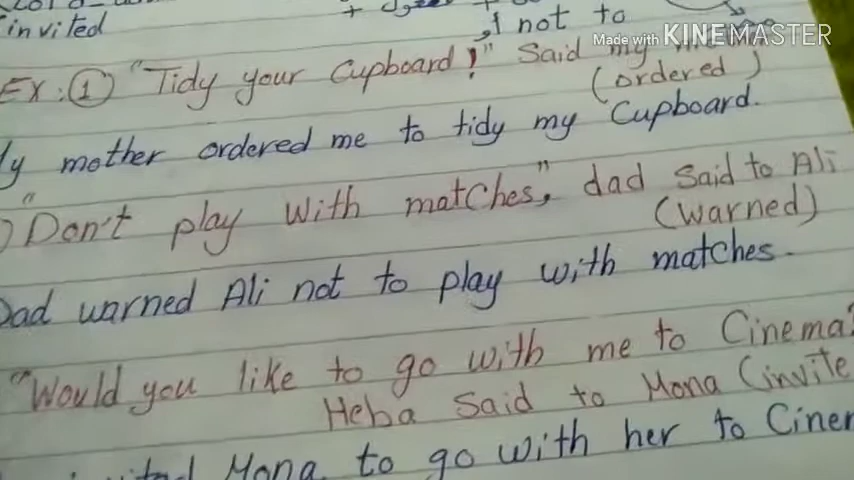 invited
+ not to
Made with KINEMASTER
Ex: ① "Tidy your Cupboard!" Said my
(ordered)
mother ordered me to tidy my Cupboard.
"Don't play with matches", dad said to Ali
(warned)
Dad warned Ali not to play with matches.
"Would you like to go with me to Cinema?
Heba said to Mona (invite
Mona to go with her to